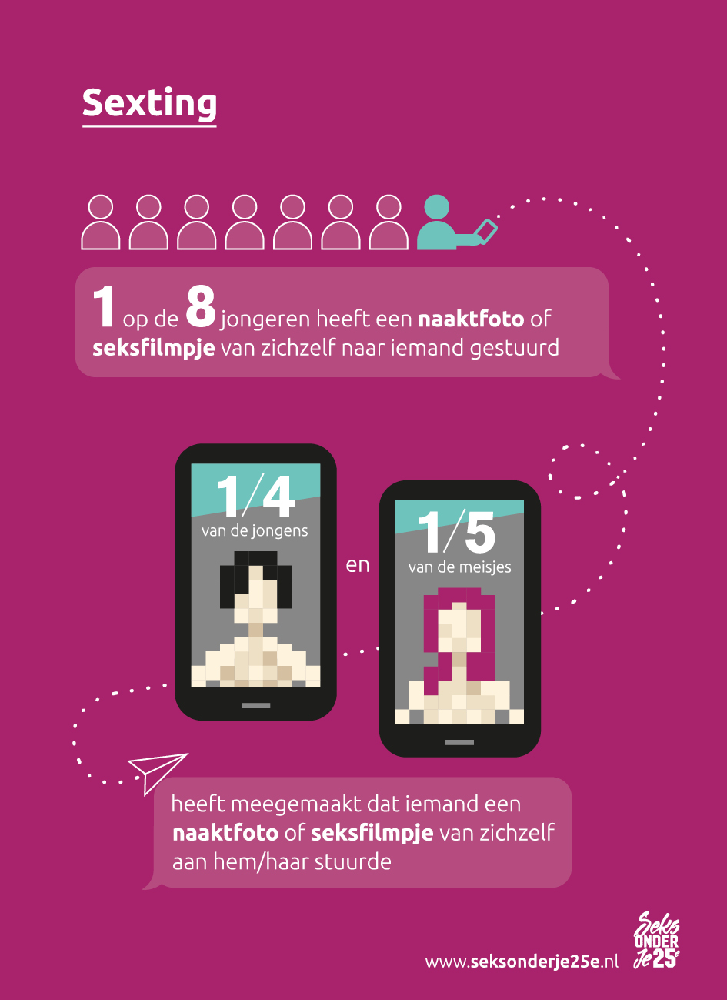 Sexting
1 op de 8 jongeren heeft een naaktfoto of
seksfilmpje van zichzelf naar iemand gestuurd
1/4
van de jongens
en
1/5
van de meisjes
heeft meegemaakt dat iemand een
naaktfoto of seksfilmpje van zichzelf
aan hem/haar stuurde
www.seksonderje25e.nl
Seks
ONDER
Je 25e